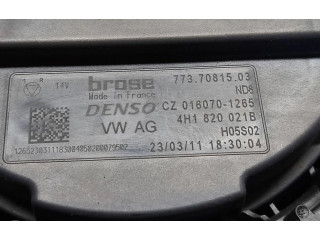 14V brose 773.70815.03
Made in France ND8
DENSO CZ 016070-1265
VW AG 4H1 820 021B
H05S02
23/03/11 18:30:04